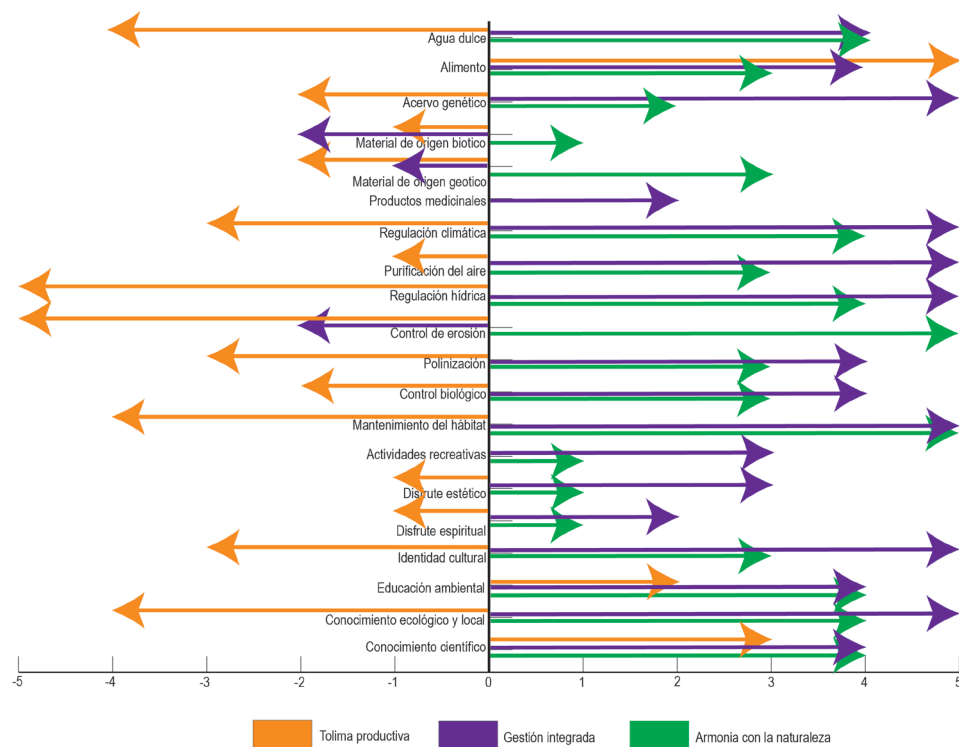 Agua dulce
Alimento
Acervo genético
Material de origen biotico
Material de origen geotico
Productos medicinales
Regulación climática
Purificación del aire
Regulación hídrica
Control de erosión
Polinización
Control biológico
Mantenimiento del hábitat
Actividades recreativas
Disfrute estético
Disfrute espiritual
Identidad cultural
Educación ambiental
Conocimiento ecológico y local
Conocimiento científico
-5 -4 -3 -2 -1 0 1 2 3 4 5
Tolima productiva Gestión integrada Armonia con la naturaleza